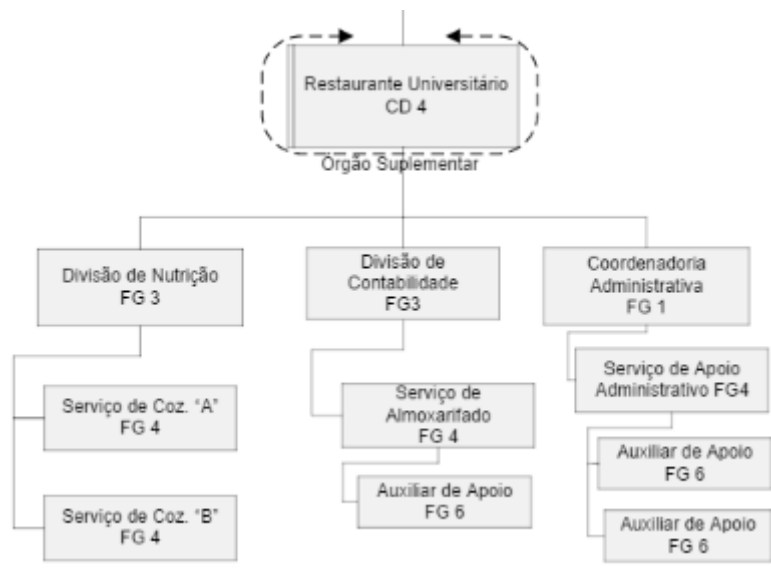 Restaurante Universitário
CD 4
Órgão Suplementar
Divisão de Nutrição
FG 3
Divisão de
Contabilidade
FG3
Coordenadoria
Administrativa
FG 1
Serviço de Coz. "A"
FG 4
Serviço de Coz. "B"
FG 4
Serviço de
Almoxarifado
FG 4
Auxiliar de Apoio
FG 6
Serviço de Apoio
Administrativo FG4
Auxiliar de Apoio
FG 6
Auxiliar de Apoio
FG 6